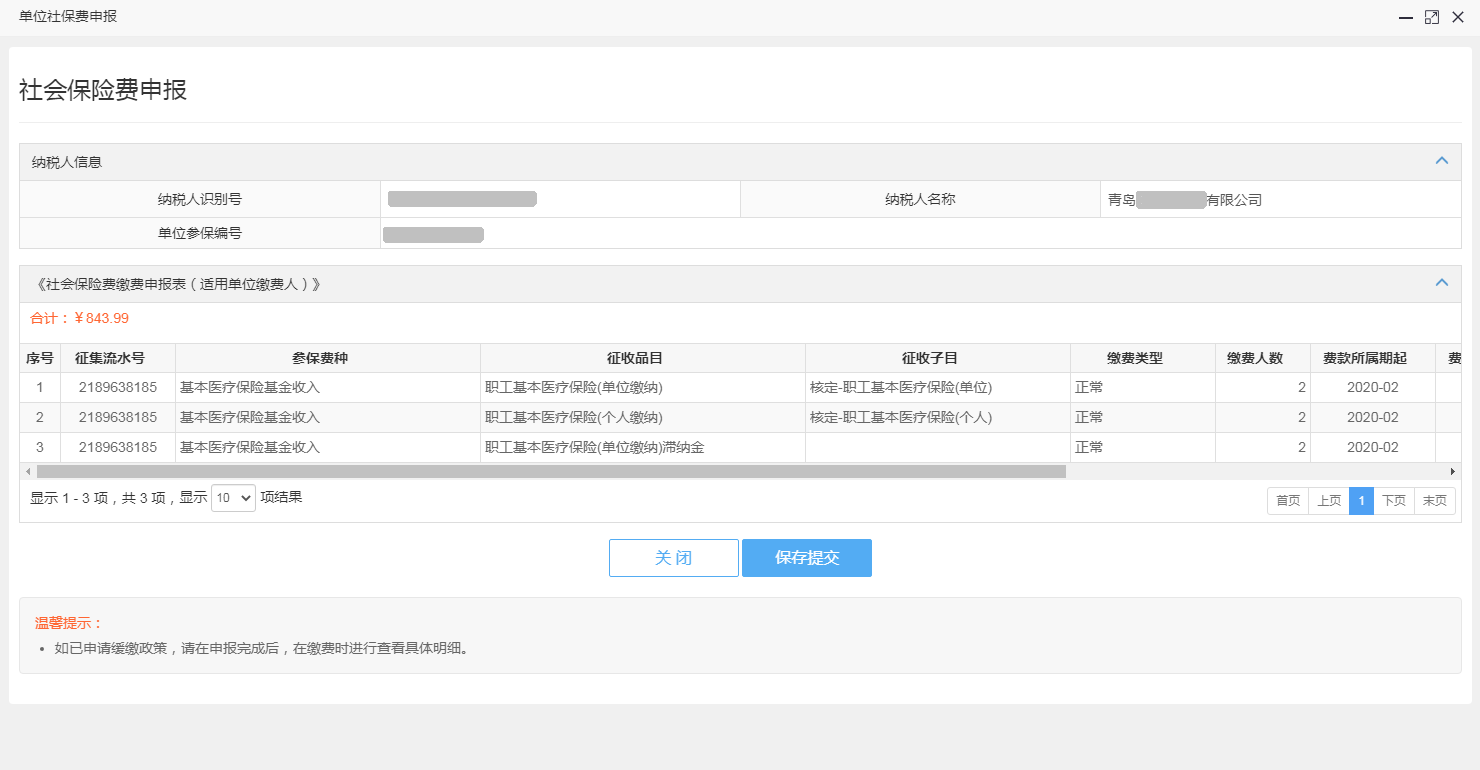 单位社保费申报
社会保险费申报
纳税人信息
纳税人识别号 纳税人名称 青岛 有限公司
单位参保编号
《社会保险费缴费申报表（适用单位缴费人）》
合计：￥843.99
序号 征集流水号 参保费种 征收品目 征收子目 缴费类型 缴费人数 费款所属期起 费
1 2189638185 基本医疗保险基金收入 职工基本医疗保险(单位缴纳) 核定-职工基本医疗保险(单位) 正常 2 2020-02
2 2189638185 基本医疗保险基金收入 职工基本医疗保险(个人缴纳) 核定-职工基本医疗保险(个人) 正常 2 2020-02
3 2189638185 基本医疗保险基金收入 职工基本医疗保险(单位缴纳)滞纳金 正常 2 2020-02
显示 1 - 3 项，共 3 项，显示 10 项结果 首页 上页 1 下页 末页
关 闭 保存提交
温馨提示：
• 如已申请缓缴政策，请在申报完成后，在缴费时进行查看具体明细。